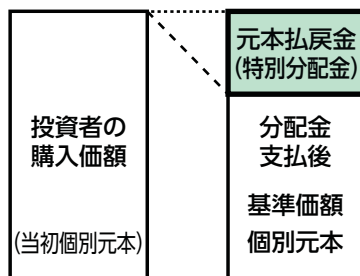 投資者の
購入価額
(当初個別元本)
元本払戻金
(特別分配金)
分配金
支払後
基準価額
個別元本